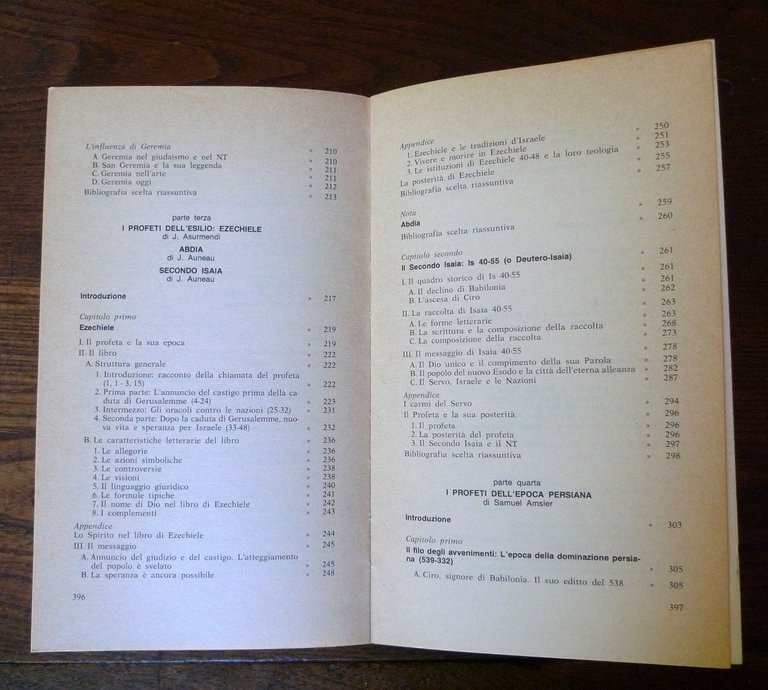 L'influenza di Geremia » 210
A. Geremia nel giudaismo e nel NT » 210
B. San Geremia e la sua leggenda » 211
C. Geremia nell'arte » 211
D. Geremia oggi » 212
Bibliografia scelta riassuntiva » 213
parte terza
I PROFETI DELL'ESILIO: EZECHIELE
di J. Asurmendi
ABDIA
di J. Auneau
SECONDO ISAIA
di J. Auneau
Introduzione » 217
Capitolo primo
Ezechiele » 219
I. Il profeta e la sua epoca » 219
II. Il libro » 222
A. Struttura generale » 222
1. Introduzione: racconto della chiamata del profeta
(1, 1 - 3, 15) » 222
2. Prima parte: L'annuncio del castigo prima della ca-
duta di Gerusalemme (4-24) » 223
3. Intermezzo: Gli oracoli contro le nazioni (25-32) » 231
4. Seconda parte: Dopo la caduta di Gerusalemme, nuo-
va vita e speranza per Israele (33-48) » 232
B. Le caratteristiche letterarie del libro » 236
1. Le allegorie » 236
2. Le azioni simboliche » 236
3. Le controversie » 238
4. Le visioni » 238
5. Il linguaggio giuridico » 240
6. Le formule tipiche » 241
7. Il nome di Dio nel libro di Ezechiele » 242
8. I complementi » 243
Appendice
Lo Spirito nel libro di Ezechiele » 244
III. Il messaggio » 245
A. Annuncio del giudizio e del castigo. L'atteggiamento
del popolo è svelato » 245
B. La speranza è ancora possibile » 248
396
Appendice » 250
1. Ezechiele e le tradizioni d'Israele » 251
2. Vivere e morire in Ezechiele » 253
3. Le istituzioni di Ezechiele 40-48 e la loro teologia » 255
La posterità di Ezechiele » 257
Bibliografia scelta riassuntiva
Nota
Abdia » 259
Bibliografia scelta riassuntiva » 260
Capitolo secondo
Il Secondo Isaia: Is 40-55 (o Deutero-Isaia) » 261
I. Il quadro storico di Is 40-55 » 261
A. Il declino di Babilonia » 262
B. L'ascesa di Ciro
II. La raccolta di Isaia 40-55 » 263
A. Le forme letterarie » 263
B. La scrittura e la composizione della raccolta » 268
C. La composizione della raccolta » 273
III. Il messaggio di Isaia 40-55 » 278
A. Il Dio unico e il compimento della sua Parola » 278
B. Il popolo del nuovo Esodo e la città dell'eterna alleanza » 282
C. Il Servo, Israele e le Nazioni » 287
Appendice
I carmi del Servo » 294
Il Profeta e la sua posterità » 296
1. Il profeta » 296
2. La posterità del profeta » 296
3. Il Secondo Isaia e il NT » 297
Bibliografia scelta riassuntiva » 298
parte quarta
I PROFETI DELL'EPOCA PERSIANA
di Samuel Amsler
Introduzione » 303
Capitolo primo
Il filo degli avvenimenti: L'epoca della dominazione persia-
na (539-332) » 305
A. Ciro, signore di Babilonia. Il suo editto del 538 » 305
397